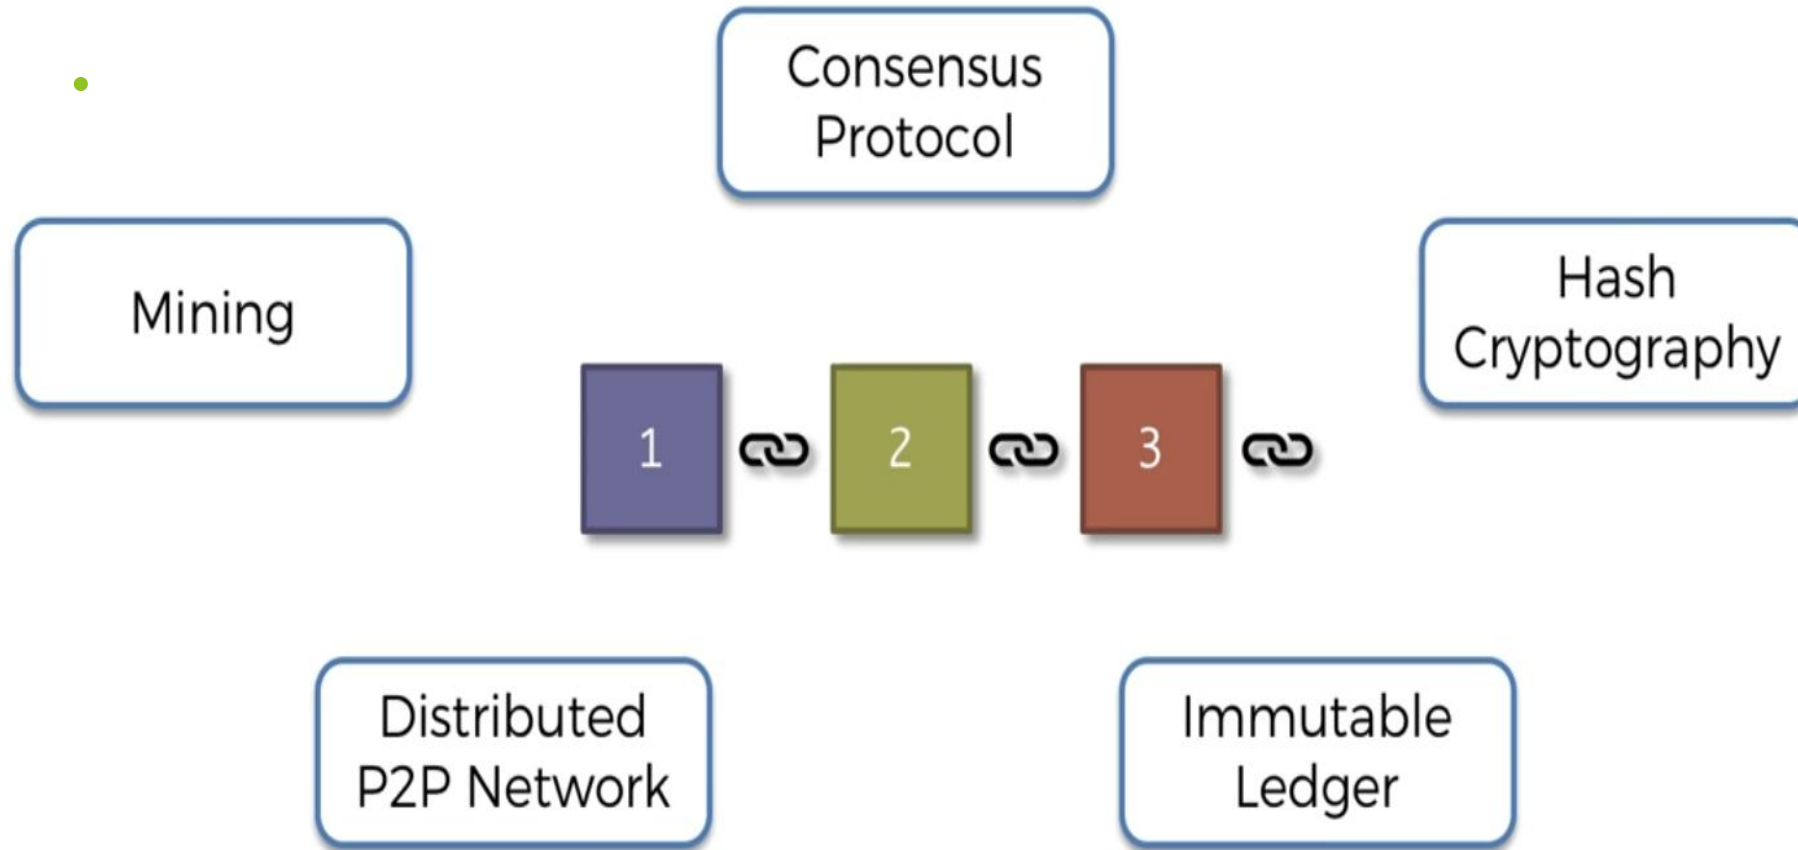 Consensus
Protocol
Mining
Hash
Cryptography
1
2
3
Distributed
P2P Network
Immutable
Ledger